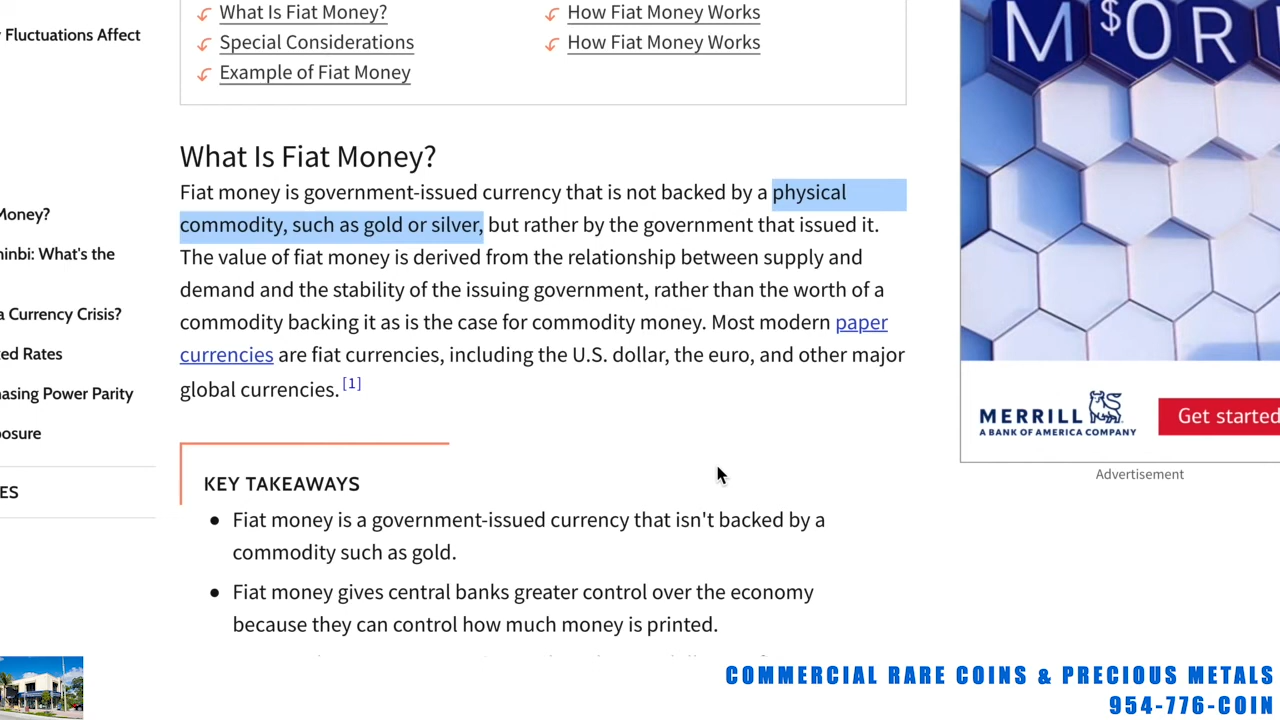 Fluctuations Affect
What Is Fiat Money?
How Fiat Money Works
Special Considerations
How Fiat Money Works
Example of Fiat Money
M $OR
What Is Fiat Money?
Fiat money is government-issued currency that is not backed by a physical
commodity, such as gold or silver, but rather by the government that issued it.
The value of fiat money is derived from the relationship between supply and
demand and the stability of the issuing government, rather than the worth of a
commodity backing it as is the case for commodity money. Most modern paper
currencies are fiat currencies, including the U.S. dollar, the euro, and other major
global currencies. [1]
Money?
inbi: What's the
a Currency Crisis?
ed Rates
asing Power Parity
osure
ES
MERRILL
A BANK OF AMERICA COMPANY
Get started
Advertisement
KEY TAKEAWAYS
• Fiat money is a government-issued currency that isn't backed by a
commodity such as gold.
• Fiat money gives central banks greater control over the economy
because they can control how much money is printed.
COMMERCIAL RARE COINS & PRECIOUS METALS
954-776-COIN